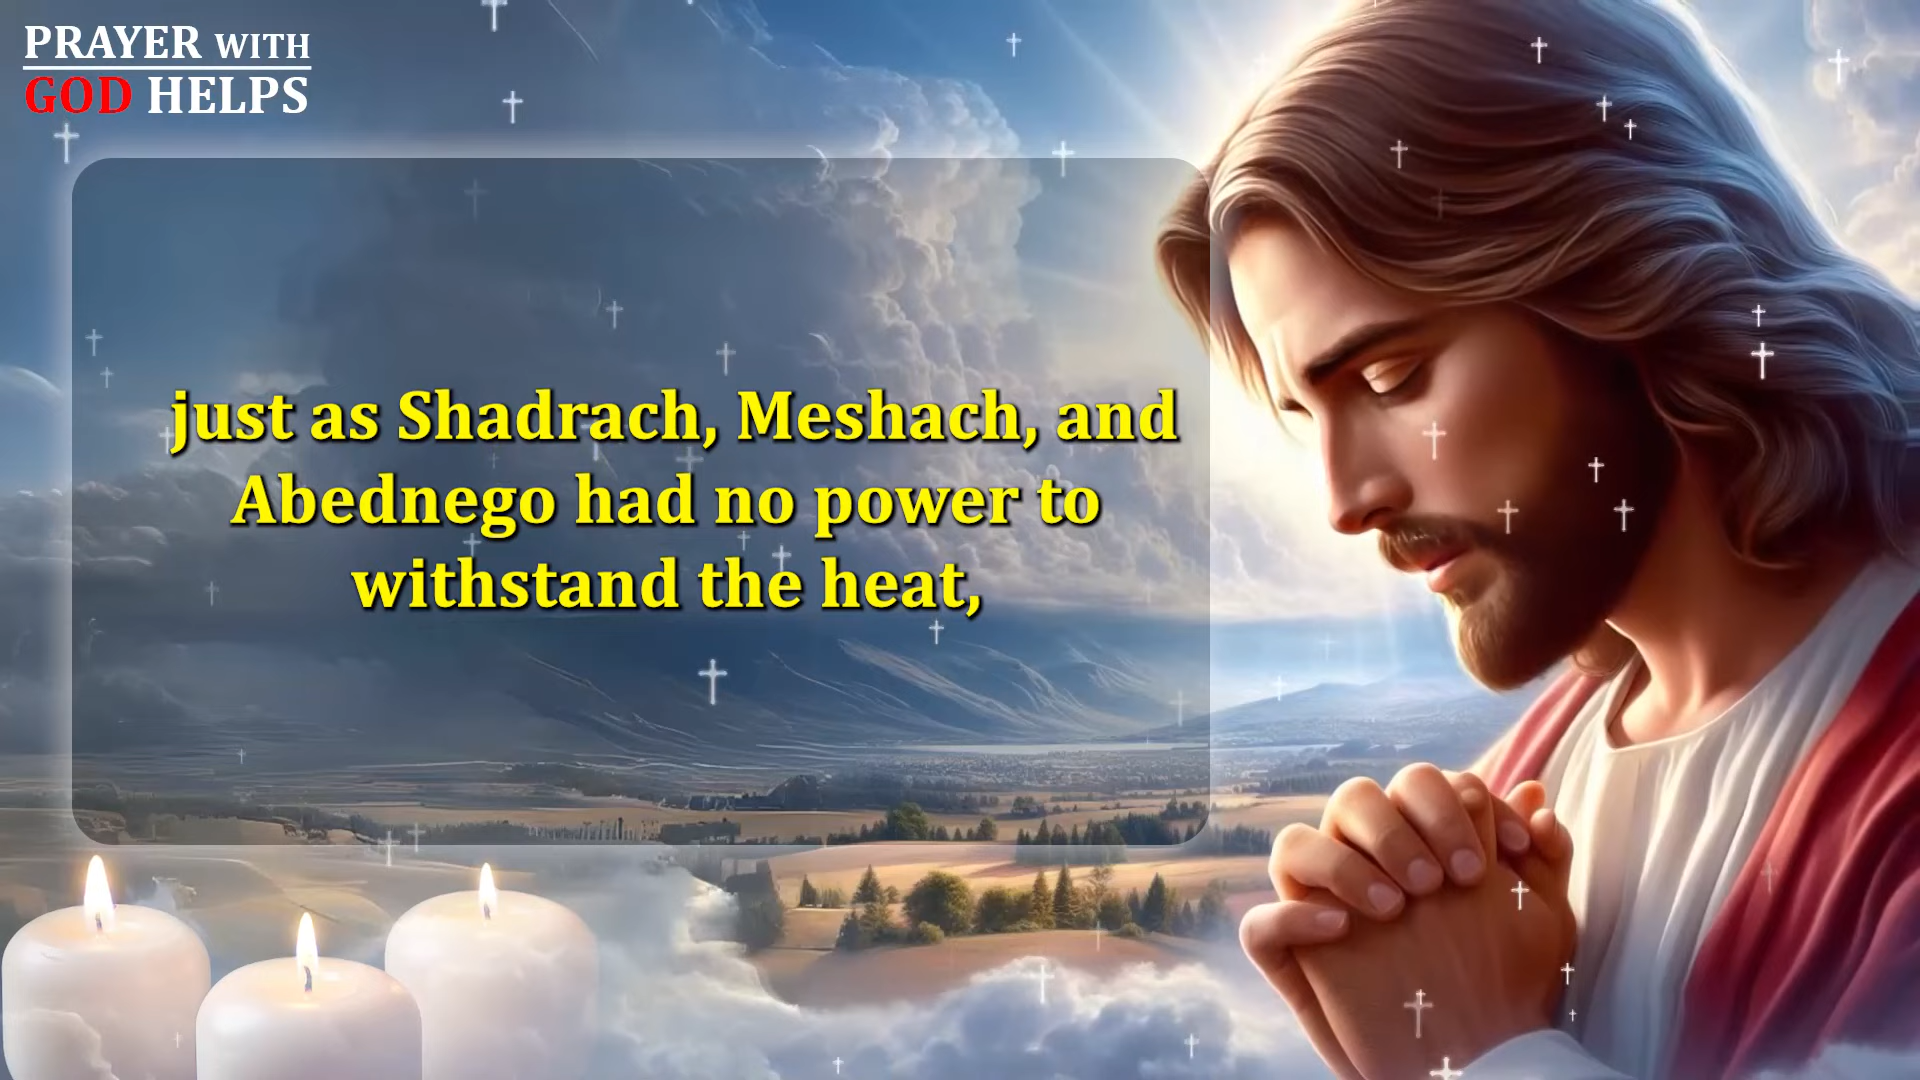 PRAYER WITH
GOD HELPS
just as Shadrach, Meshach, and
Abednego had no power to
withstand the heat,